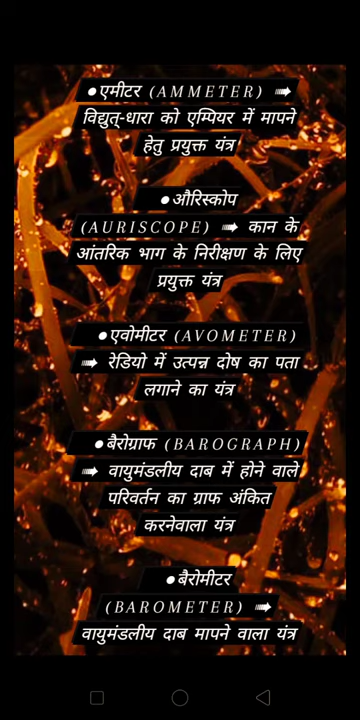 ●एमीटर (AMMETER) ➠
विद्युत्-धारा को एम्पियर में मापने
हेतु प्रयुक्त यंत्र
●औरिस्कोप
(AURISCOPE) ➠ कान के
आंतरिक भाग के निरीक्षण के लिए
प्रयुक्त यंत्र
●एवोमीटर (AVOMETER)
➠ रेडियो में उत्पन्न दोष का पता
लगाने का यंत्र
●बैरोग्राफ (BAROGRAPH)
➠ वायुमंडलीय दाब में होने वाले
परिवर्तन का ग्राफ अंकित
करनेवाला यंत्र
●बैरोमीटर
(BAROMETER) ➠
वायुमंडलीय दाब मापने वाला यंत्र